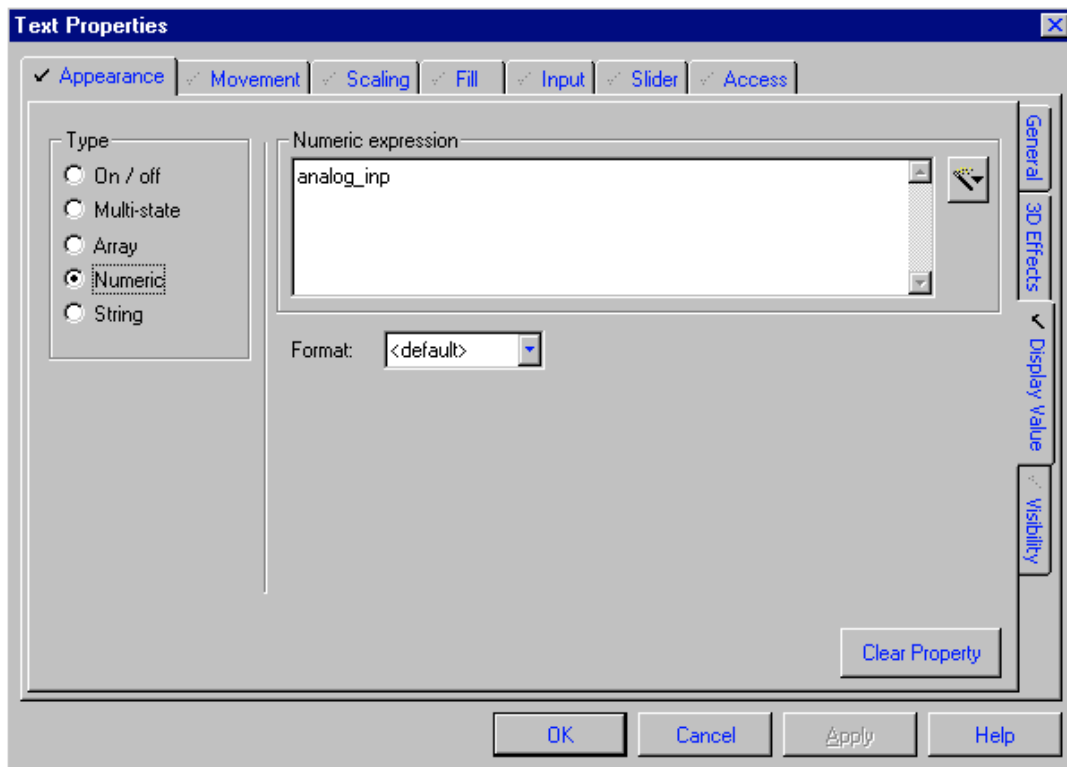 Text Properties
Appearance
Movement
Scaling
Fill
Input
Slider
Access
Type
On / off
Multi-state
Array
Numeric
String
Numeric expression
analog_inp
Format:
<default>
General
3D Effects
Display Value
Visibility
Clear Property
OK
Cancel
Apply
Help